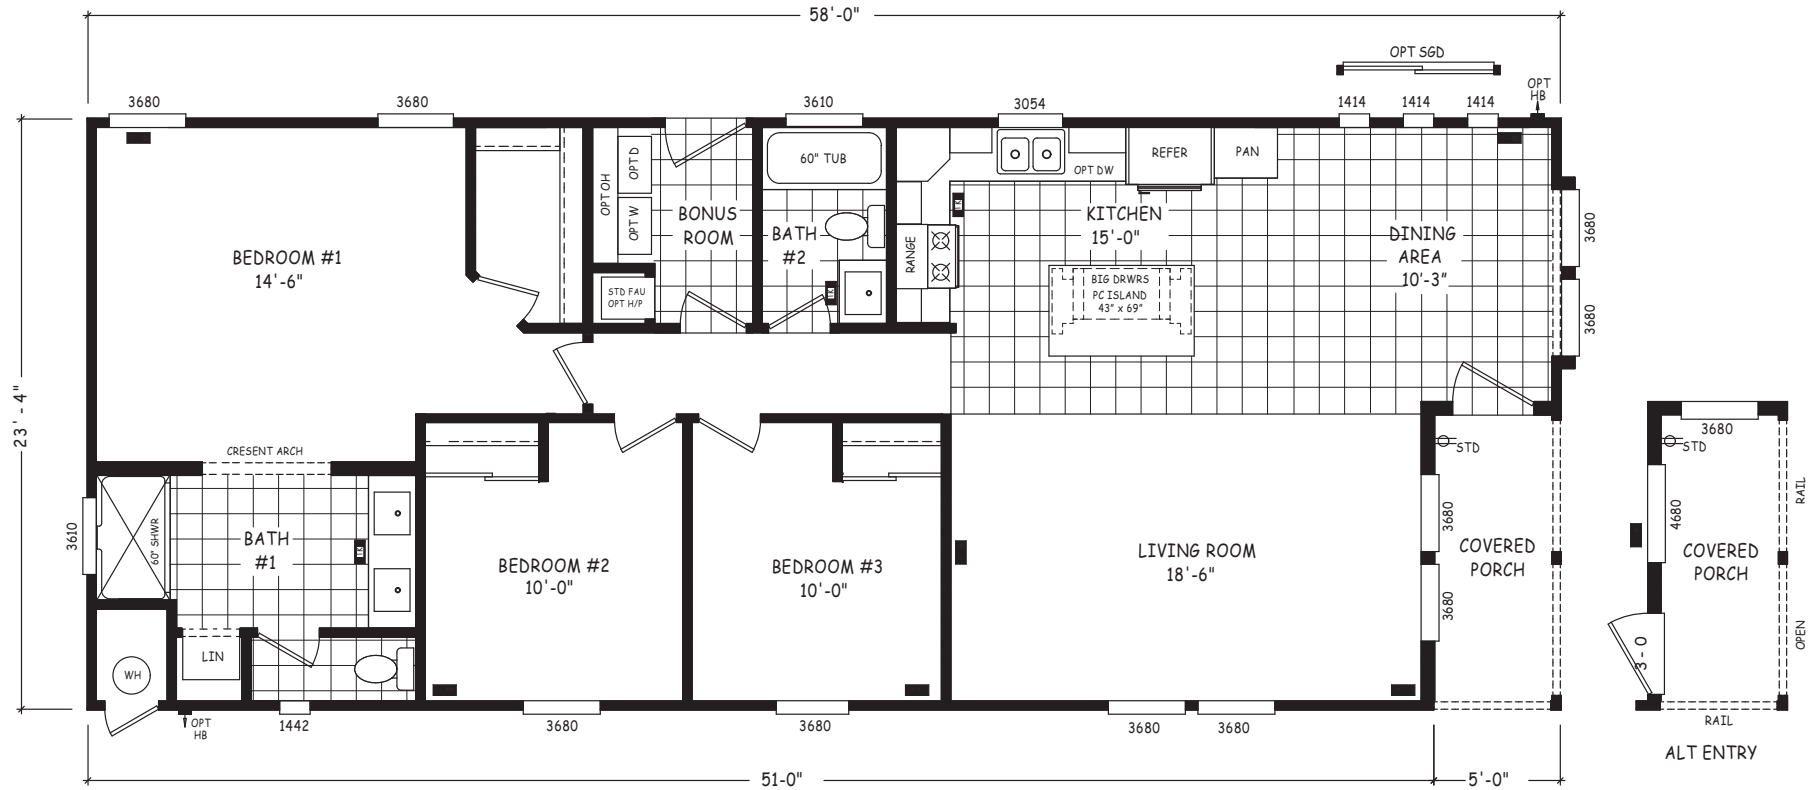 58'-0"
OPT SGD
3680
3680
3610
3054
1414
1414
1414
OPT
HB
OPT OH
OPT D
OPT W
60" TUB
OPT DW
REFER
PAN
BONUS
ROOM
BATH
#2
RANGE
KITCHEN
15'-0"
DINING
AREA
10'-3"
3680
3680
BEDROOM #1
14'-6"
STD FAU
OPT H/P
BIG DRWRS
PC ISLAND
43" x 69"
23'-4"
CRESENT ARCH
STD
3610
60" SHWR
BATH
#1
BEDROOM #2
10'-0"
BEDROOM #3
10'-0"
LIVING ROOM
18'-6"
3680
3680
COVERED
PORCH
LIN
WH
OPT
HB
1442
3680
3680
3680
3680
51-0"
5'-0"
3680
STD
4680
RAIL
COVERED
PORCH
3-0
OPEN
RAIL
ALT ENTRY